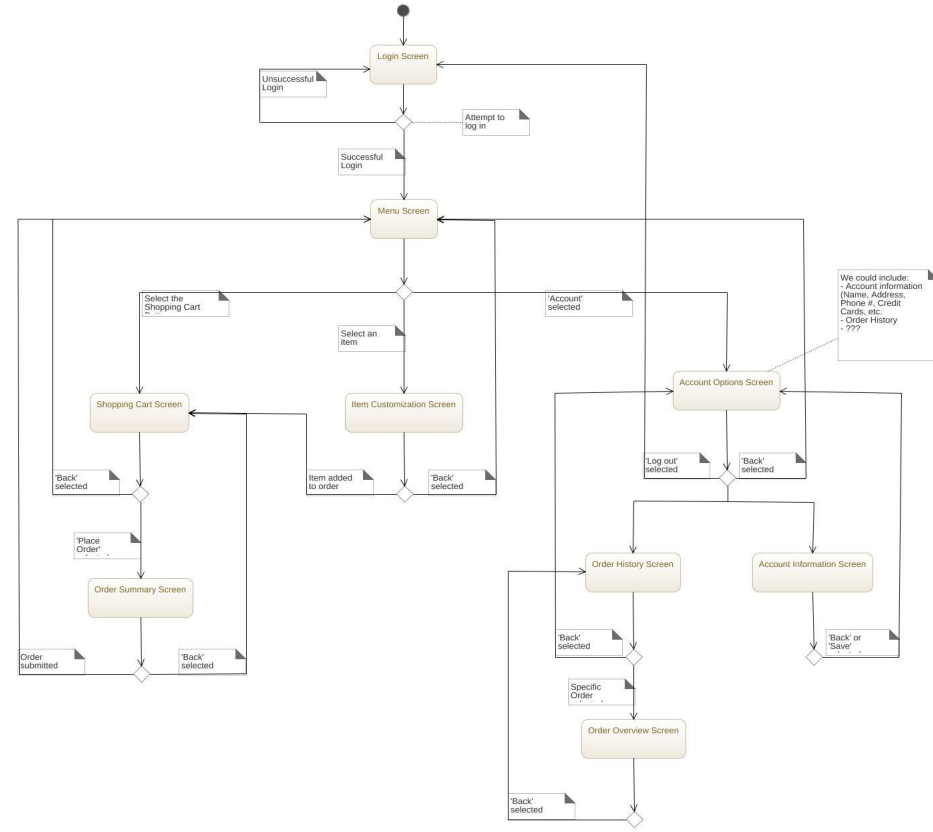 Login Screen
Unsuccessful
Login
Attempt to
log in
Successful
Login
Menu Screen
We could include:
- Account information
(Name, Address,
Phone #, Credit
Cards, etc.
- Order History
- ???
Select the
Shopping Cart
'Account'
selected
Select an
item
Account Options Screen
Shopping Cart Screen
Item Customization Screen
'Log out'
selected
'Back'
selected
'Back'
selected
Item added
to order
'Back'
selected
'Place
Order'
Order History Screen
Account Information Screen
Order Summary Screen
'Back'
selected
'Back' or
'Save'
Order
submitted
'Back'
selected
Specific
Order
Order Overview Screen
'Back'
selected